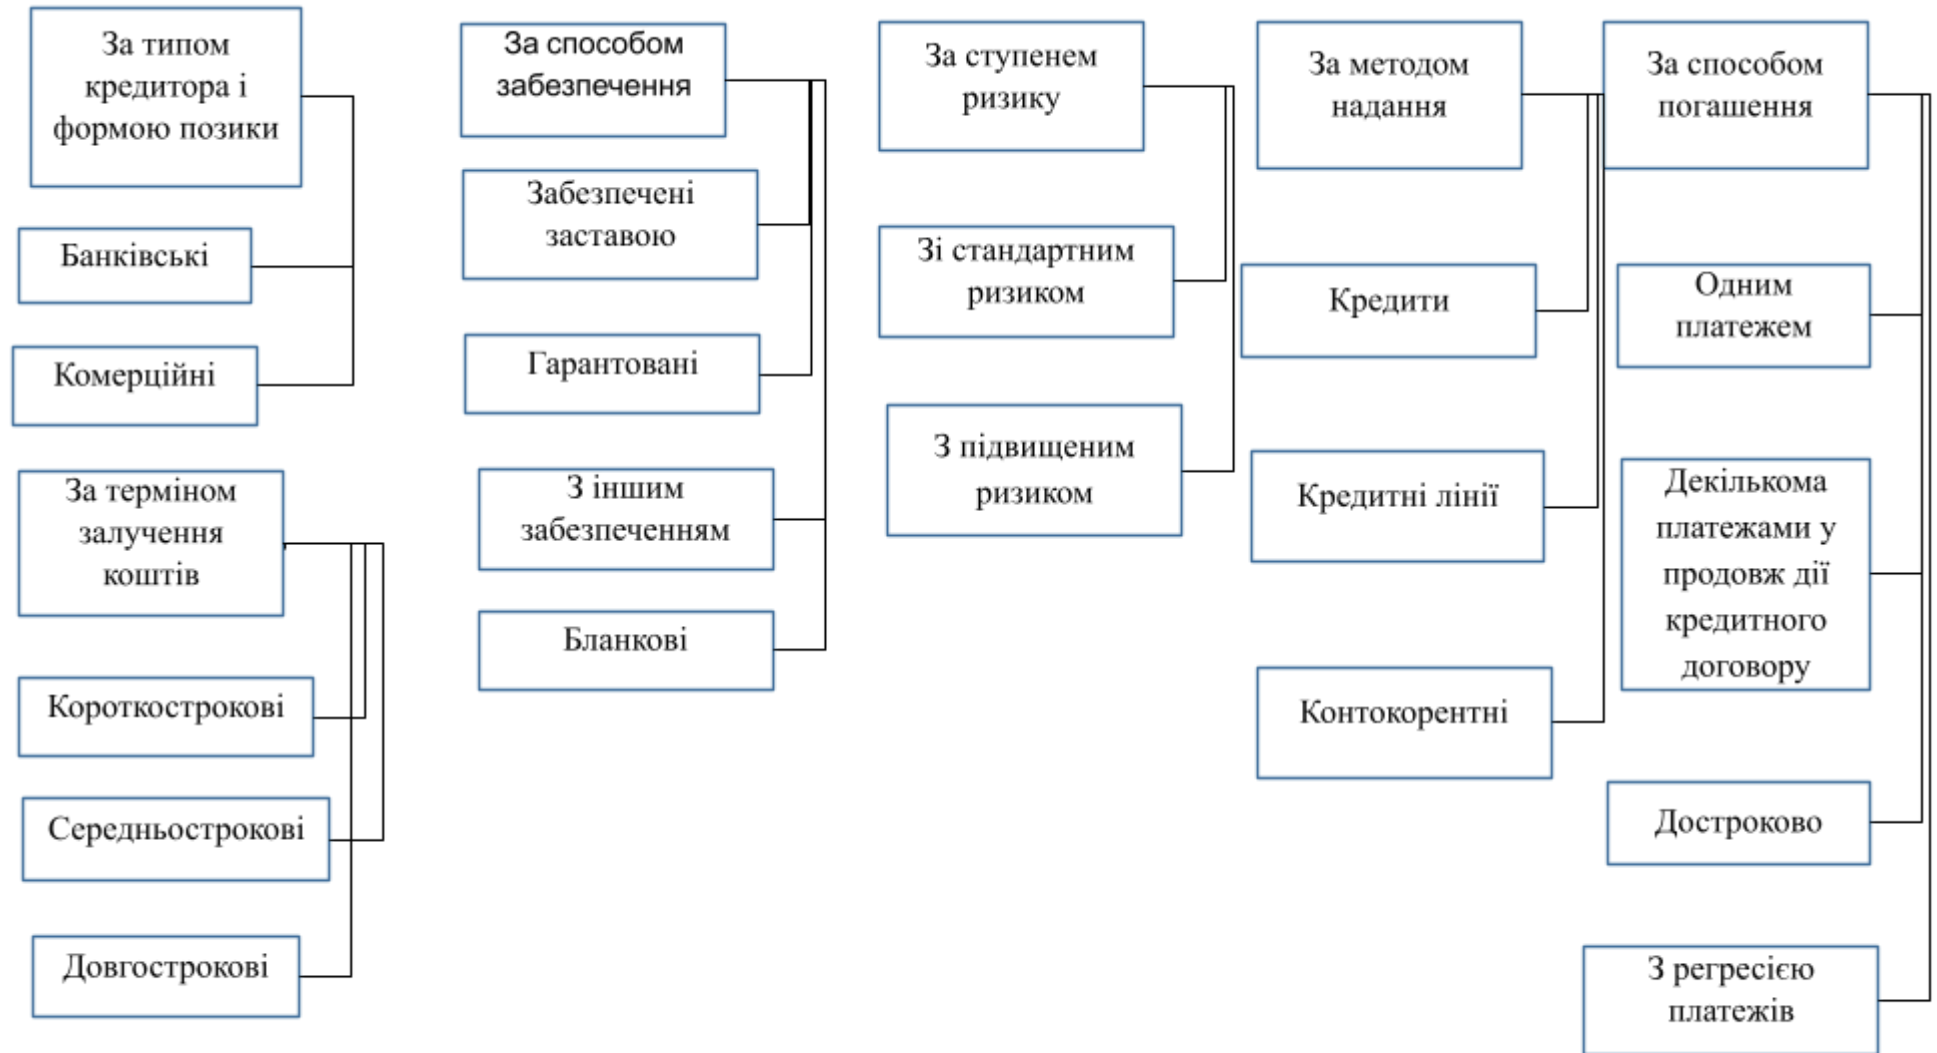 За типом
кредитора і
формою позики
Банківські
Комерційні
За терміном
залучення
коштів
Короткострокові
Середньострокові
Довгострокові
За способом
забезпечення
Забезпечені
заставою
Гарантовані
З іншим
забезпеченням
Бланкові
За ступенем
ризику
Зі стандартним
ризиком
З підвищеним
ризиком
За методом
надання
Кредити
Кредитні лінії
Контокорентні
За способом
погашення
Одним
платежем
Декількома
платежами у
продовж дії
кредитного
договору
Достроково
З регресією
платежів